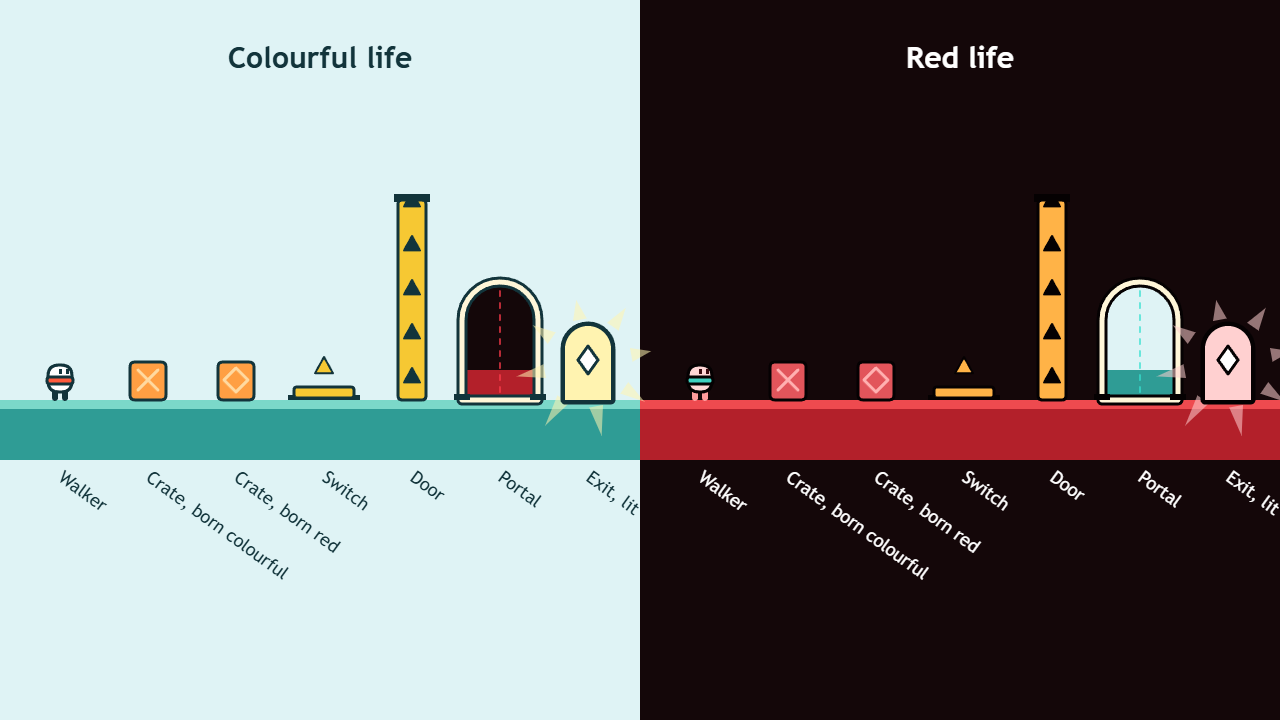 Colourful life
Walker
Crate, born colourful
Crate, born red
Switch
Door
Portal
Exit, lit
Red life
Walker
Crate, born colourful
Crate, born red
Switch
Door
Portal
Exit, lit